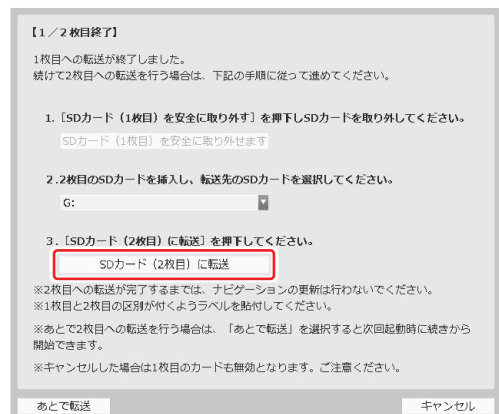 【1／2枚目終了】
1枚目への転送が終了しました。
続けて2枚目への転送を行う場合は、下記の手順に従って進めてください。
1.［SDカード（1枚目）を安全に取り外す］を押下しSDカードを取り外してください。
SDカード（1枚目）を安全に取り外せます
2.2枚目のSDカードを挿入し、転送先のSDカードを選択してください。
G:
3.［SDカード（2枚目）に転送］を押下してください。
SDカード（2枚目）に転送
※2枚目への転送が完了するまでは、ナビゲーションの更新は行わないでください。
※1枚目と2枚目の区別が付くようラベルを貼付してください。
※あとで2枚目への転送を行う場合は、「あとで転送」を選択すると次回起動時に続きから
開始できます。
※キャンセルした場合は1枚目のカードも無効となります。ご注意ください。
あとで転送
キャンセル